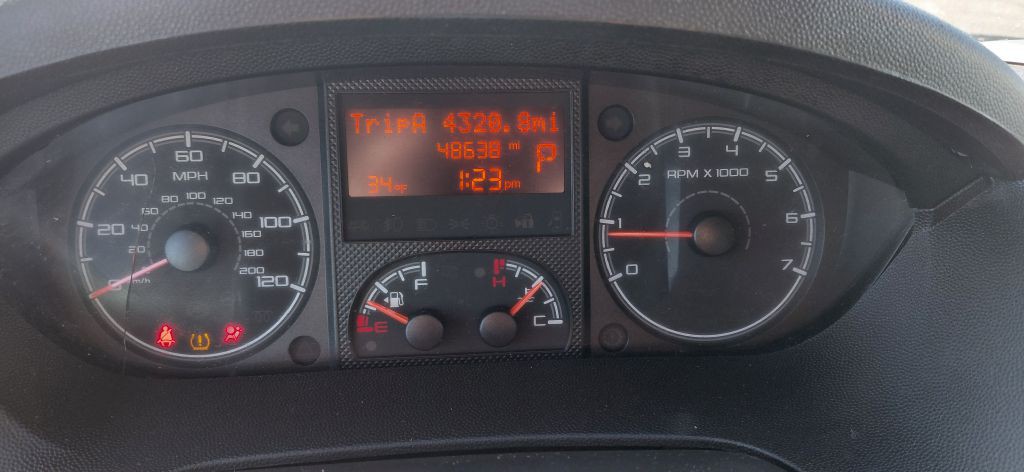 TripA 4320.8mi
48638 mi
P
34°F 1:23pm
0 20 40 60 80 100 120
MPH
20 40 60 80 100 120 140 160 180 200
km/h
E F
H C
0 1 2 3 4 5 6 7
RPM X 1000